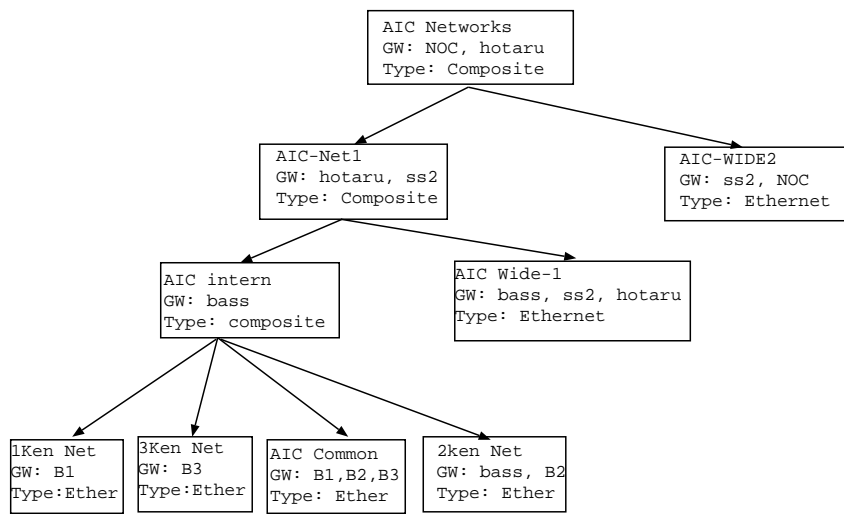 AIC Networks
GW: NOC, hotaru
Type: Composite
AIC-Net1
GW: hotaru, ss2
Type: Composite
AIC-WIDE2
GW: ss2, NOC
Type: Ethernet
AIC intern
GW: bass
Type: composite
AIC Wide-1
GW: bass, ss2, hotaru
Type: Ethernet
1Ken Net
GW: B1
Type:Ether
3Ken Net
GW: B3
Type:Ether
AIC Common
GW: B1,B2,B3
Type: Ether
2ken Net
GW: bass, B2
Type: Ether